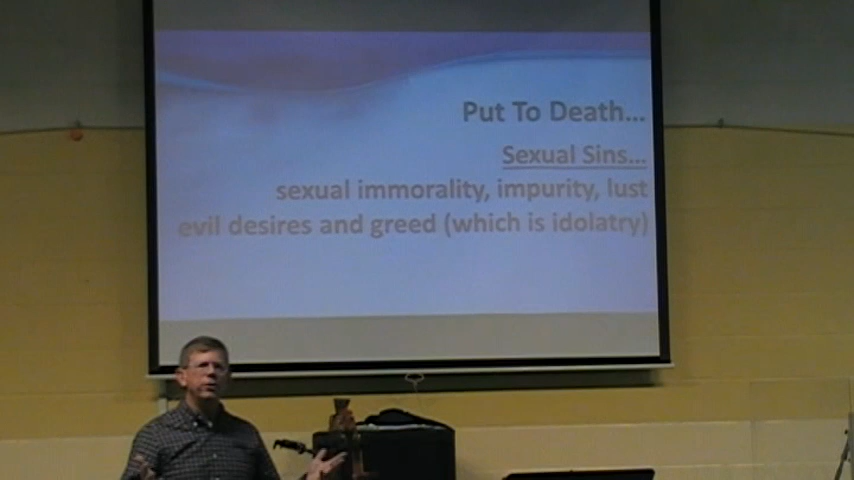 Put To Death...
Sexual Sins...
sexual immorality, impurity, lust
evil desires and greed (which is idolatry)